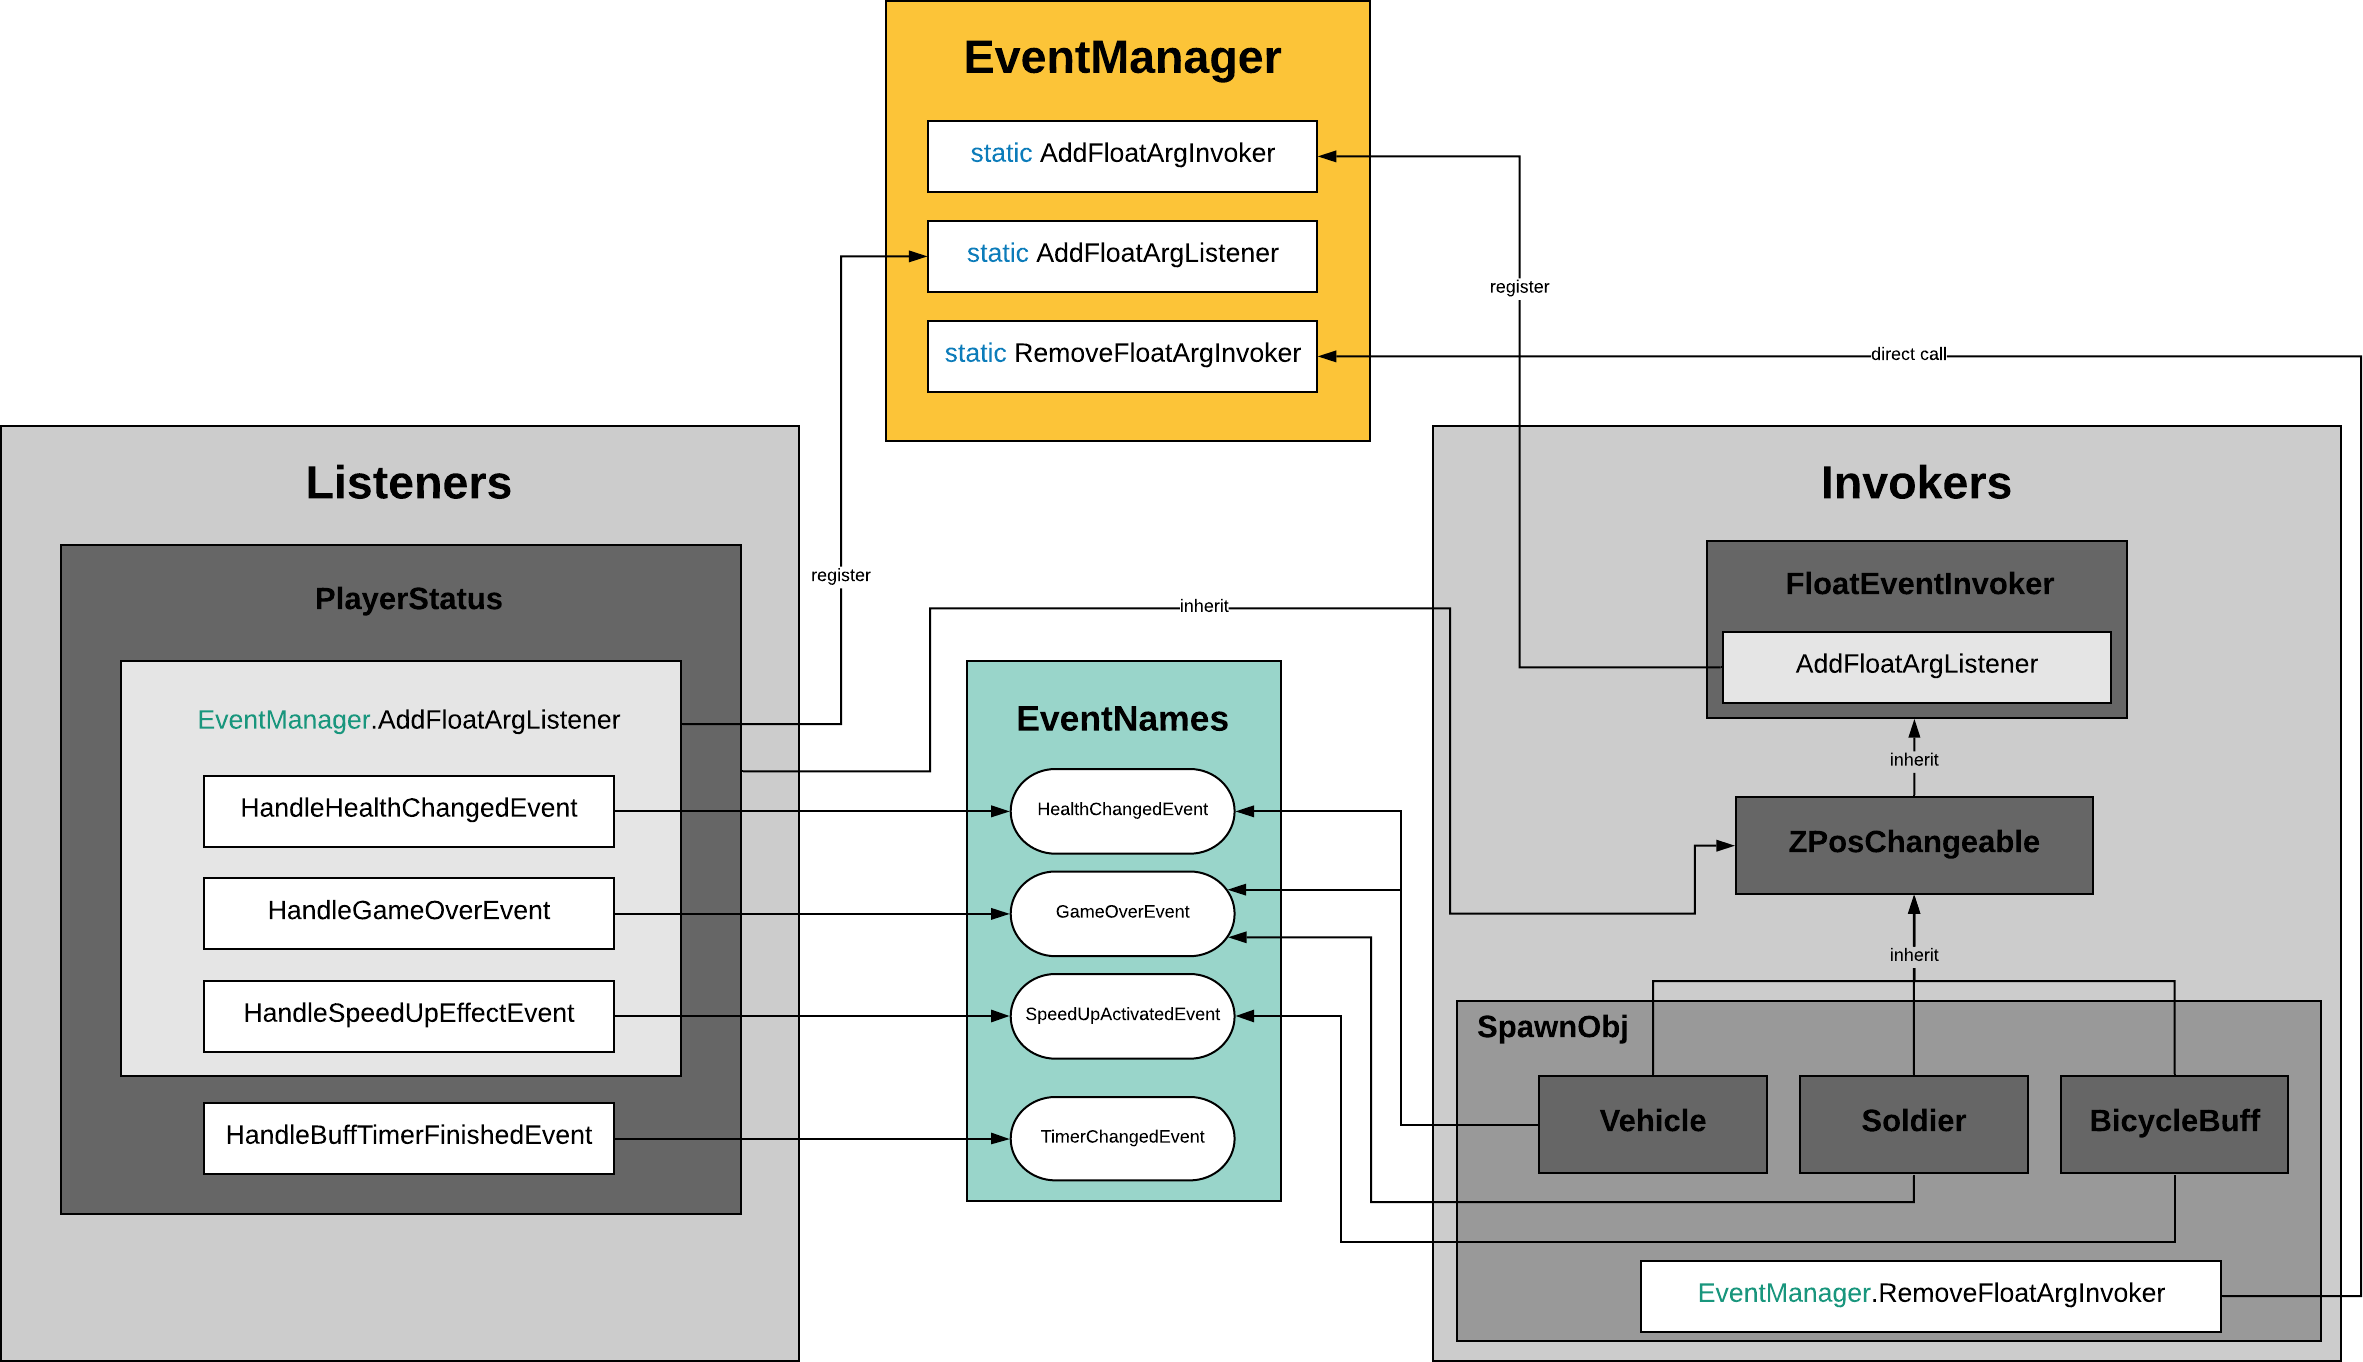 EventManager
static AddFloatArgInvoker
static AddFloatArgListener
register
static RemoveFloatArgInvoker
direct call
Listeners
Invokers
register
PlayerStatus
inherit
FloatEventInvoker
AddFloatArgListener
EventManager.AddFloatArgListener
EventNames
inherit
HandleHealthChangedEvent
HealthChangedEvent
ZPosChangeable
HandleGameOverEvent
GameOverEvent
inherit
HandleSpeedUpEffectEvent
SpeedUpActivatedEvent
SpawnObj
HandleBuffTimerFinishedEvent
TimerChangedEvent
Vehicle
Soldier
BicycleBuff
EventManager.RemoveFloatArgInvoker